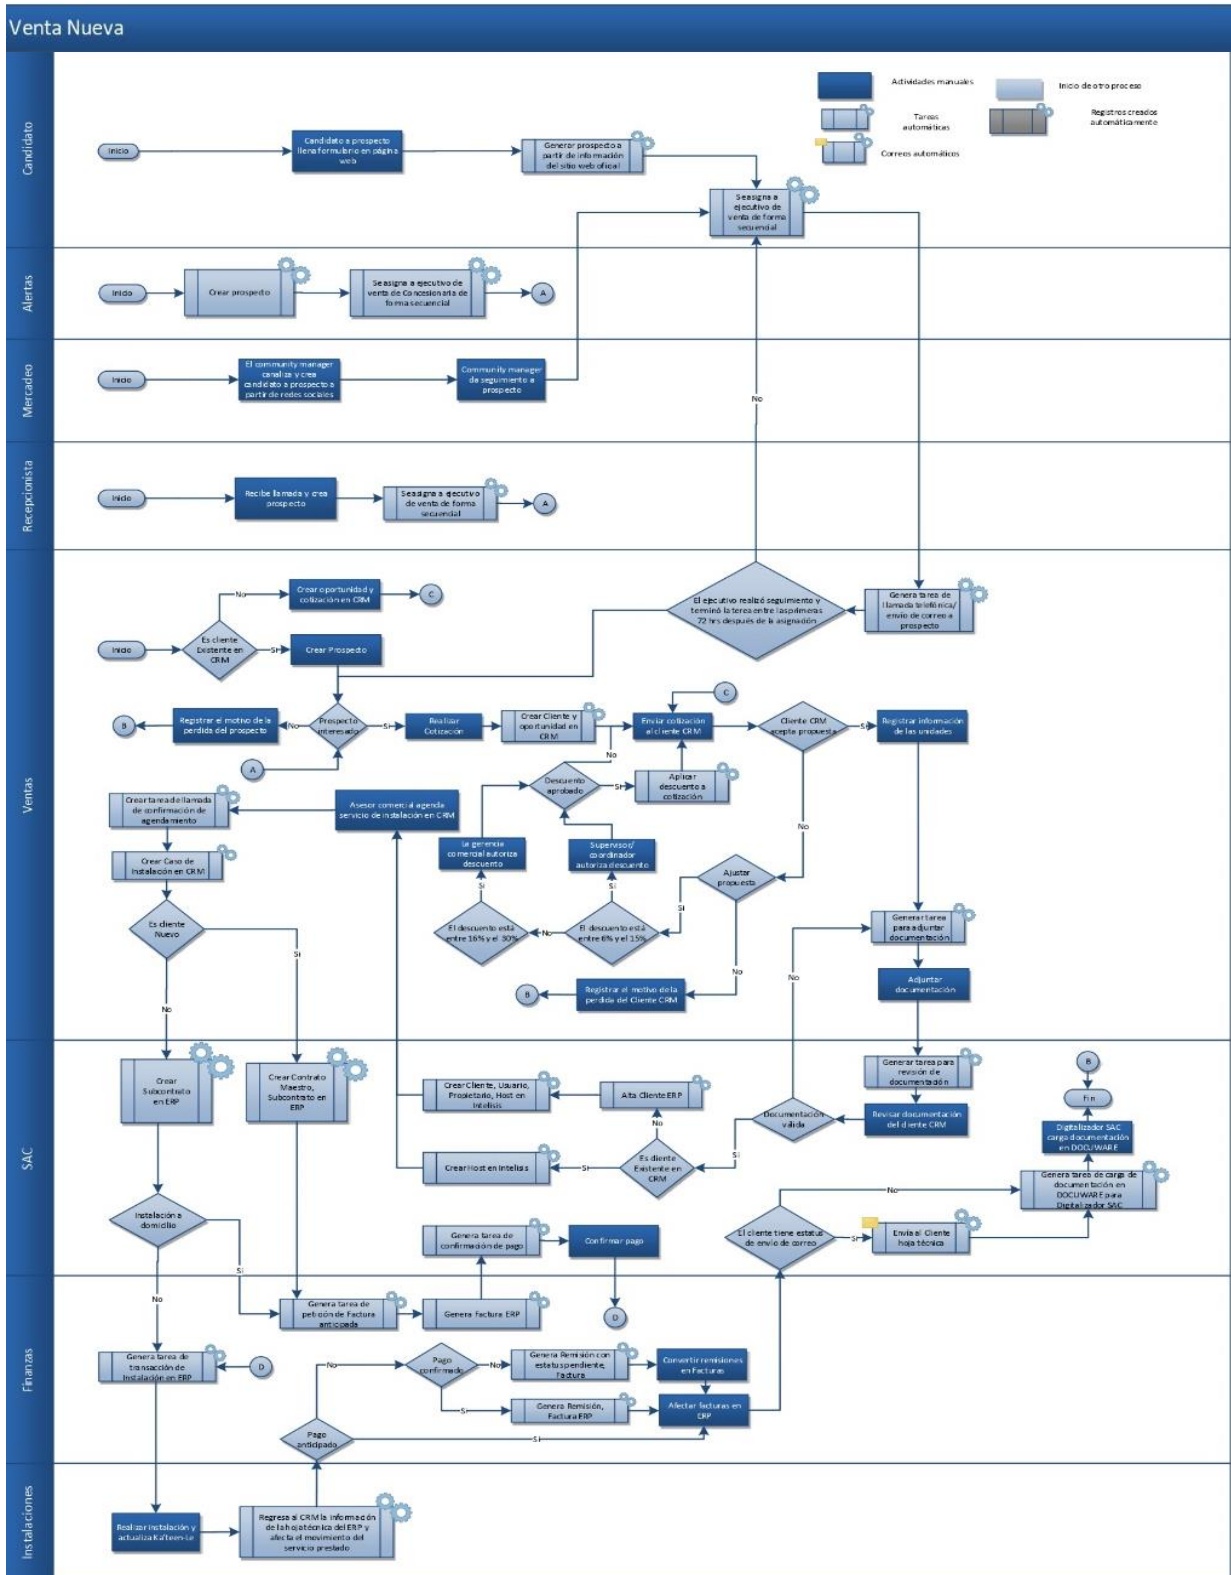 Venta Nueva
Candidato
Actividades manuales
Inicio de otro proceso
Tareas
automáticas
Registros creados
automáticamente
Correos automáticos
Inicio
Candidato a prospecto
llena formulario en página
web
Generar prospecto a
partir de información
del sitio web oficial
Se asigna a
ejecutivo de
venta de forma
secuencial
Alertas
Inicio
Crear prospecto
Se asigna a ejecutivo de
venta de Concesionaria de
forma secuencial
A
Mercadeo
Inicio
El community manager
canaliza y crea
candidato a prospecto a
partir de redes sociales
Community manager
da seguimiento a
prospecto
No
Recepcionista
Inicio
Recibe llamada y crea
prospecto
Se asigna a ejecutivo
de venta de forma
secuencial
A
Ventas
No
Crear oportunidad y
cotización en CRM
C
El ejecutivo realizó seguimiento y
terminó la terea entre las primeras
72 hrs después de la asignación
Genera tarea de
llamada telefónica/
envío de correo a
prospecto
Inicio
Es cliente
Existente en
CRM
Si
Crear Prospecto
B
Registrar el motivo de la
perdida del prospecto
No
Prospecto
interesado
Si
Realizar
Cotización
Crear Cliente y
oportunidad en
CRM
C
Enviar cotización
al cliente CRM
Cliente CRM
acepta propuesta
Si
Registrar información
de las unidades
A
No
Descuento
aprobado
Si
Aplicar
descuento a
cotización
Crear tarea de llamada
de confirmación de
agendamiento
Asesor comercial agenda
servicio de instalación en CRM
La gerencia
comercial autoriza
descuento
Supervisor/
coordinador
autoriza descuento
No
Crear Caso de
Instalación en CRM
Si
Si
Ajustar
propuesta
Es cliente
Nuevo
El descuento está
entre 16% y el 30%
No
El descuento está
entre 6% y el 15%
Si
Generar tarea
para adjuntar
documentación
Si
No
No
No
B
Registrar el motivo de la
perdida del Cliente CRM
Adjuntar
documentación
SAC
Crear
Subcontrato
en ERP
Crear Contrato
Maestro,
Subcontrato en
ERP
Crear Cliente, Usuario,
Propietario, Host en
Intelisis
Alta Cliente ERP
Generar tarea para
revisión de
documentación
B
Fin
Documentación
válida
Revisar documentación
del cliente CRM
Digitalizador SAC
carga documentación
en DOCUWARE
No
Crear Host en Intelisis
Si
Es cliente
Existente en
CRM
Si
Genera tarea de carga de
documentación en
DOCUWARE para
Digitalizador SAC
No
Instalación a
domicilio
Genera tarea de
confirmación de pago
Confirmar pago
El cliente tiene estatus
de envío de correo
Si
Envía al Cliente
hoja técnica
Si
Finanzas
No
Genera tarea de
petición de Factura
anticipada
Genera Factura ERP
D
Genera tarea de
transacción de
Instalación en ERP
D
No
Pago
confirmado
No
Genera Remisión con
estatus pendiente,
Factura
Convertir remisiones
en Facturas
Si
Genera Remisión,
Factura ERP
Afectar facturas en
ERP
Pago
anticipado
Si
Instalaciones
Realizar Instalación y
actualiza Ka'teen-Le
Regresa al CRM la información
de la hoja técnica del ERP y
afecta el movimiento del
servicio prestado